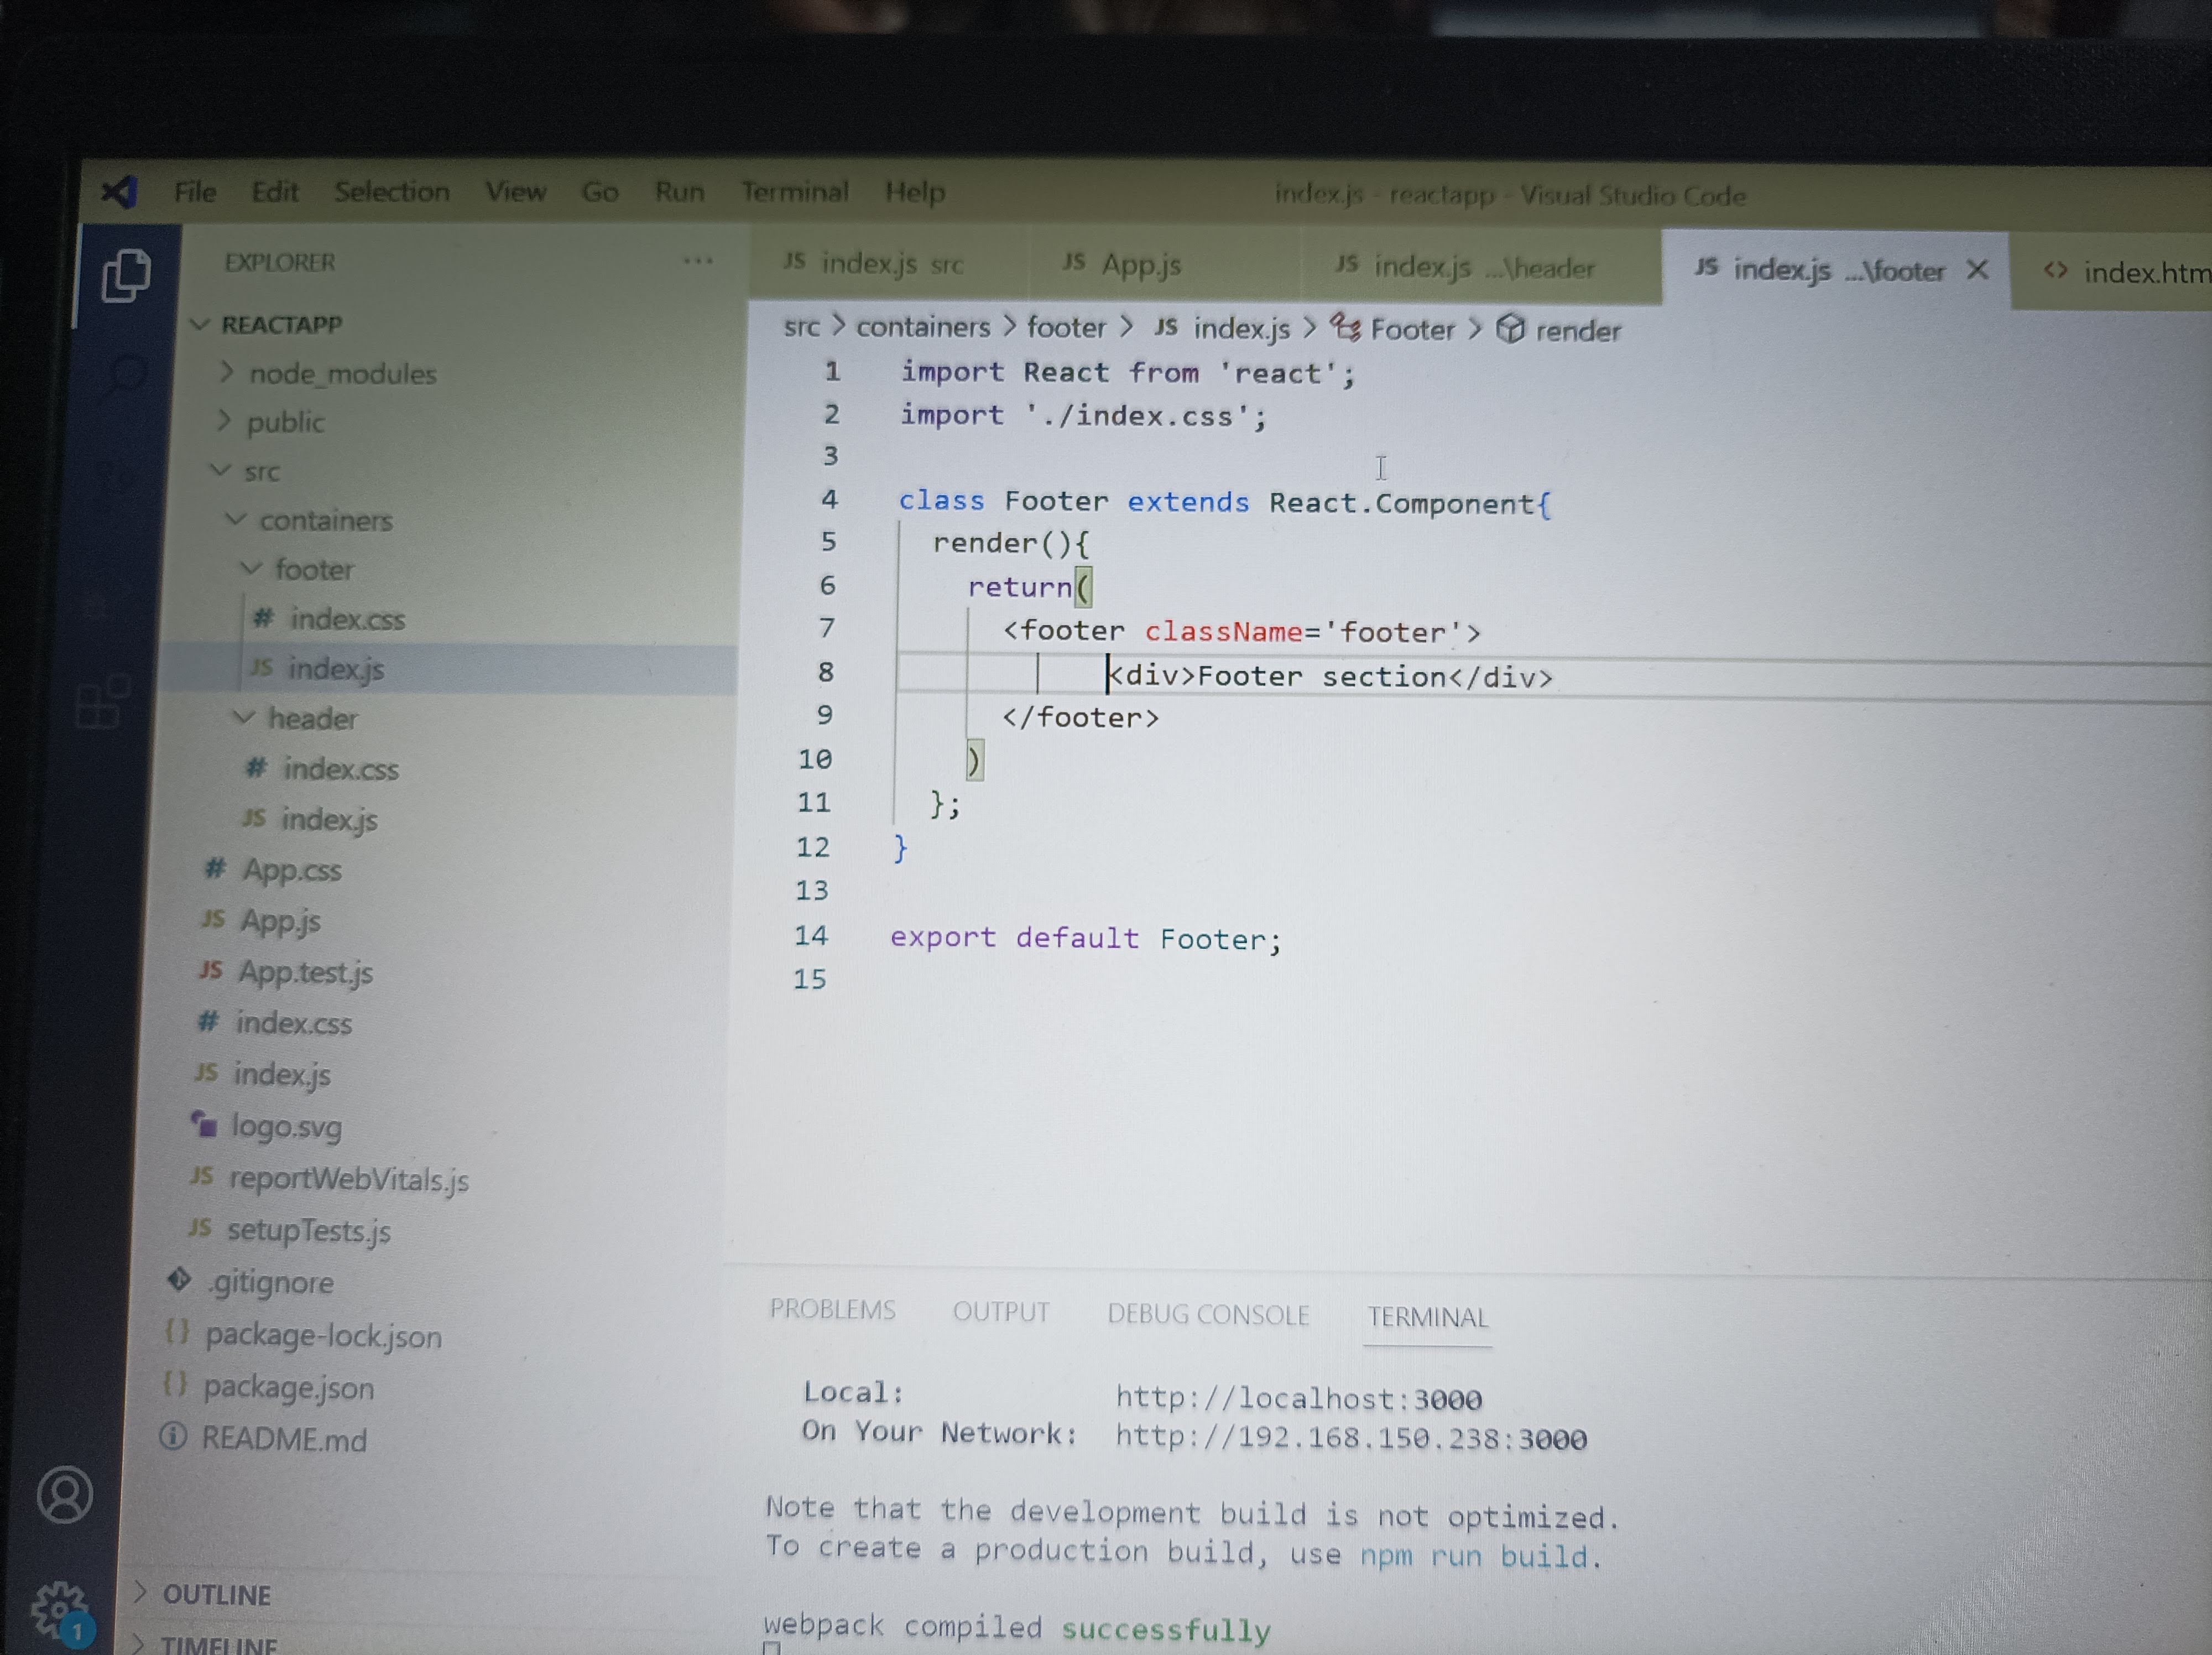 File Edit Selection View Go Run Terminal Help index.js - reactapp - Visual Studio Code
EXPLORER ...
REACTAPP
node_modules
public
src
containers
footer
# index.css
JS index.js
header
# index.css
JS index.js
# App.css
JS App.js
JS App.test.js
# index.css
JS index.js
logo.svg
JS reportWebVitals.js
JS setupTests.js
.gitignore
{} package-lock.json
{} package.json
README.md
OUTLINE
TIMELINE
1
JS index.js src JS App.js JS index.js ...\header JS index.js ...\footer × <> index.htm
src > containers > footer > JS index.js > Footer > render
1 import React from 'react';
2 import './index.css';
3
4 class Footer extends React.Component{
5 render(){
6 return(
7 <footer className='footer'>
8 <div>Footer section</div>
9 </footer>
10 )
11 };
12 }
13
14 export default Footer;
15
PROBLEMS OUTPUT DEBUG CONSOLE TERMINAL
Local: http://localhost:3000
On Your Network: http://192.168.150.238:3000
Note that the development build is not optimized.
To create a production build, use npm run build.
webpack compiled successfully